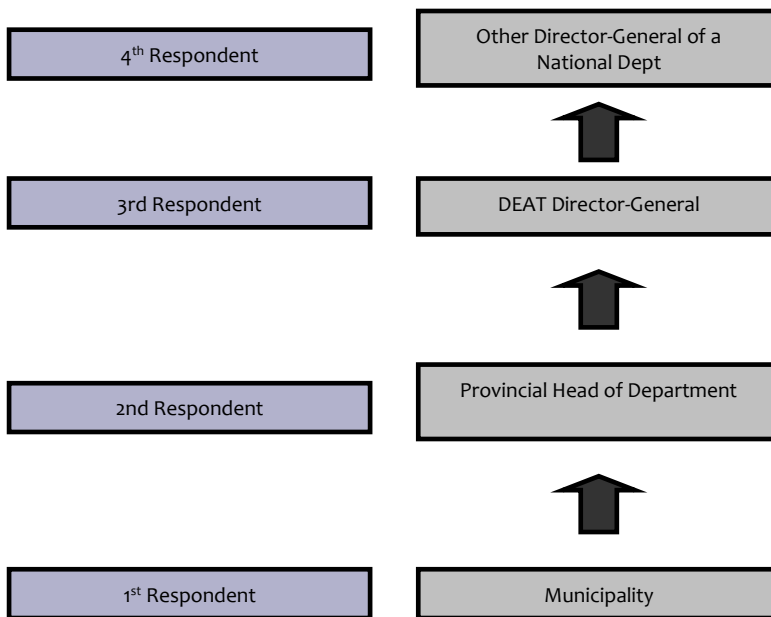 4th Respondent
Other Director-General of a
National Dept
3rd Respondent
DEAT Director-General
2nd Respondent
Provincial Head of Department
1st Respondent
Municipality